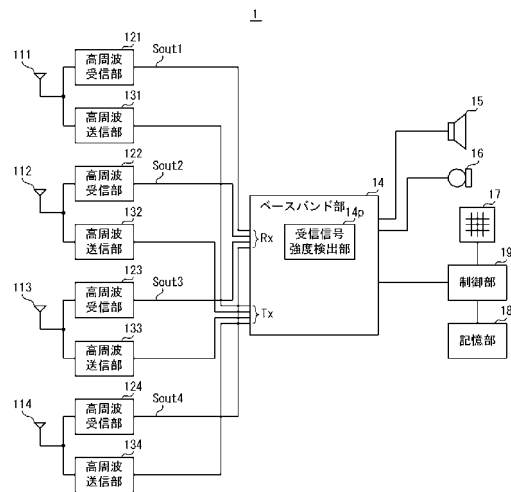 1
111
121
高周波
受信部
Sout1
131
高周波
送信部
112
122
高周波
受信部
Sout2
132
高周波
送信部
113
123
高周波
受信部
Sout3
133
高周波
送信部
114
124
高周波
受信部
Sout4
134
高周波
送信部
14
ベースバンド部
14p
受信信号
強度検出部
Rx
Tx
15
16
17
19
制御部
18
記憶部